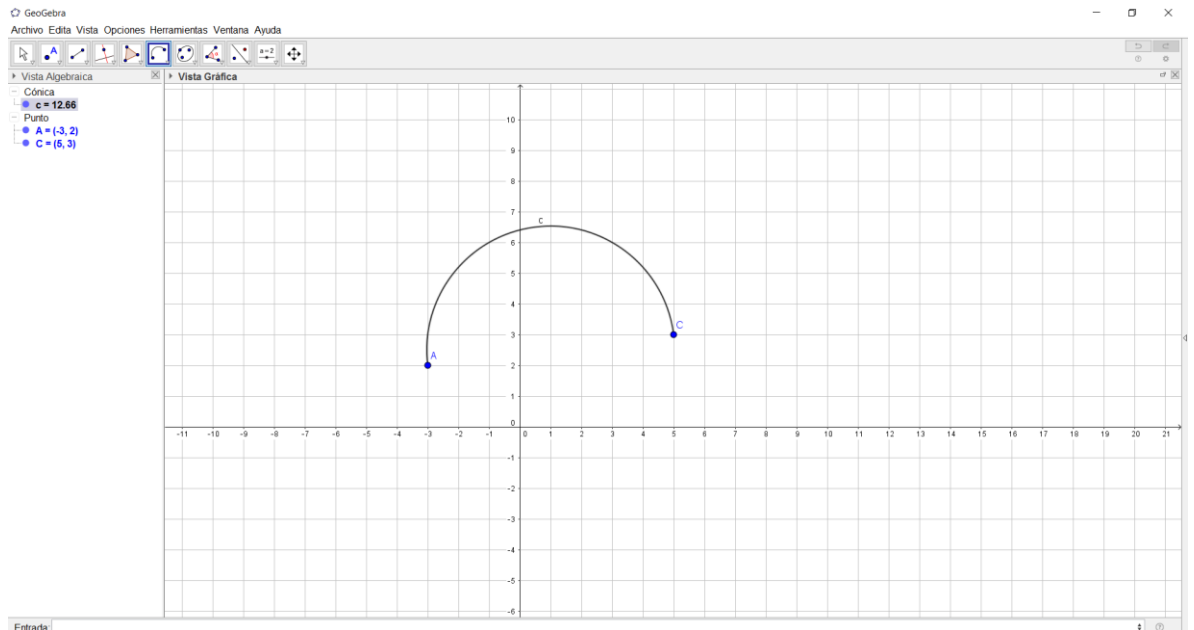 GeoGebra
Archivo Edita Vista Opciones Herramientas Ventana Ayuda
A
a=2
Vista Algebraica
Vista Gráfica
Cónica
c = 12.66
Punto
A = (-3, 2)
C = (5, 3)
10
9
8
7
6
5
4
3
2
1
0
-1
-2
-3
-4
-5
-6
-11 -10 -9 -8 -7 -6 -5 -4 -3 -2 -1 0 1 2 3 4 5 6 7 8 9 10 11 12 13 14 15 16 17 18 19 20 21
c
C
A
Entrada: